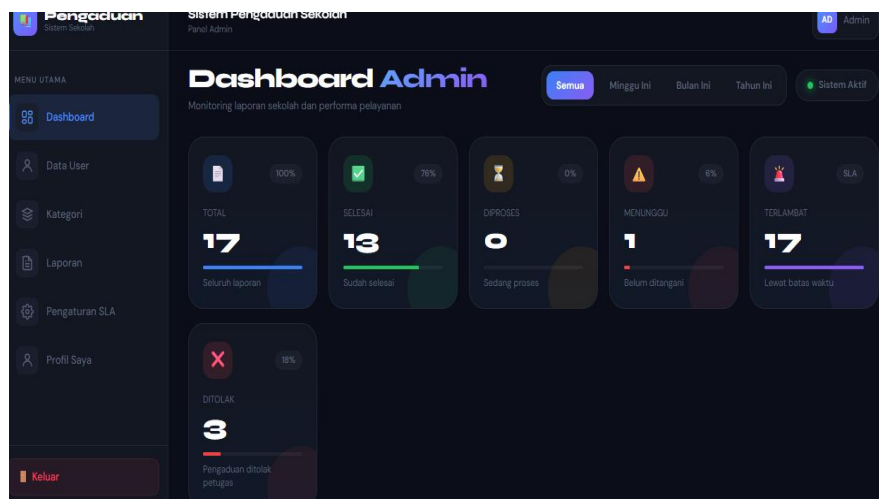 Pengaduan
Sistem Sekolah
Sistem Pengaduan Sekolah
Panel Admin
AD Admin
MENU UTAMA
Dashboard
Data User
Kategori
Laporan
Pengaturan SLA
Profil Saya
Keluar
Dashboard Admin
Monitoring laporan sekolah dan performa pelayanan
Semua Minggu Ini Bulan Ini Tahun Ini
Sistem Aktif
100%
TOTAL
17
Seluruh laporan
76%
SELESAI
13
Sudah selesai
0%
DIPROSES
0
Sedang proses
6%
MENUNGGU
1
Belum ditangani
SLA
TERLAMBAT
17
Lewat batas waktu
18%
DITOLAK
3
Pengaduan ditolak
petugas